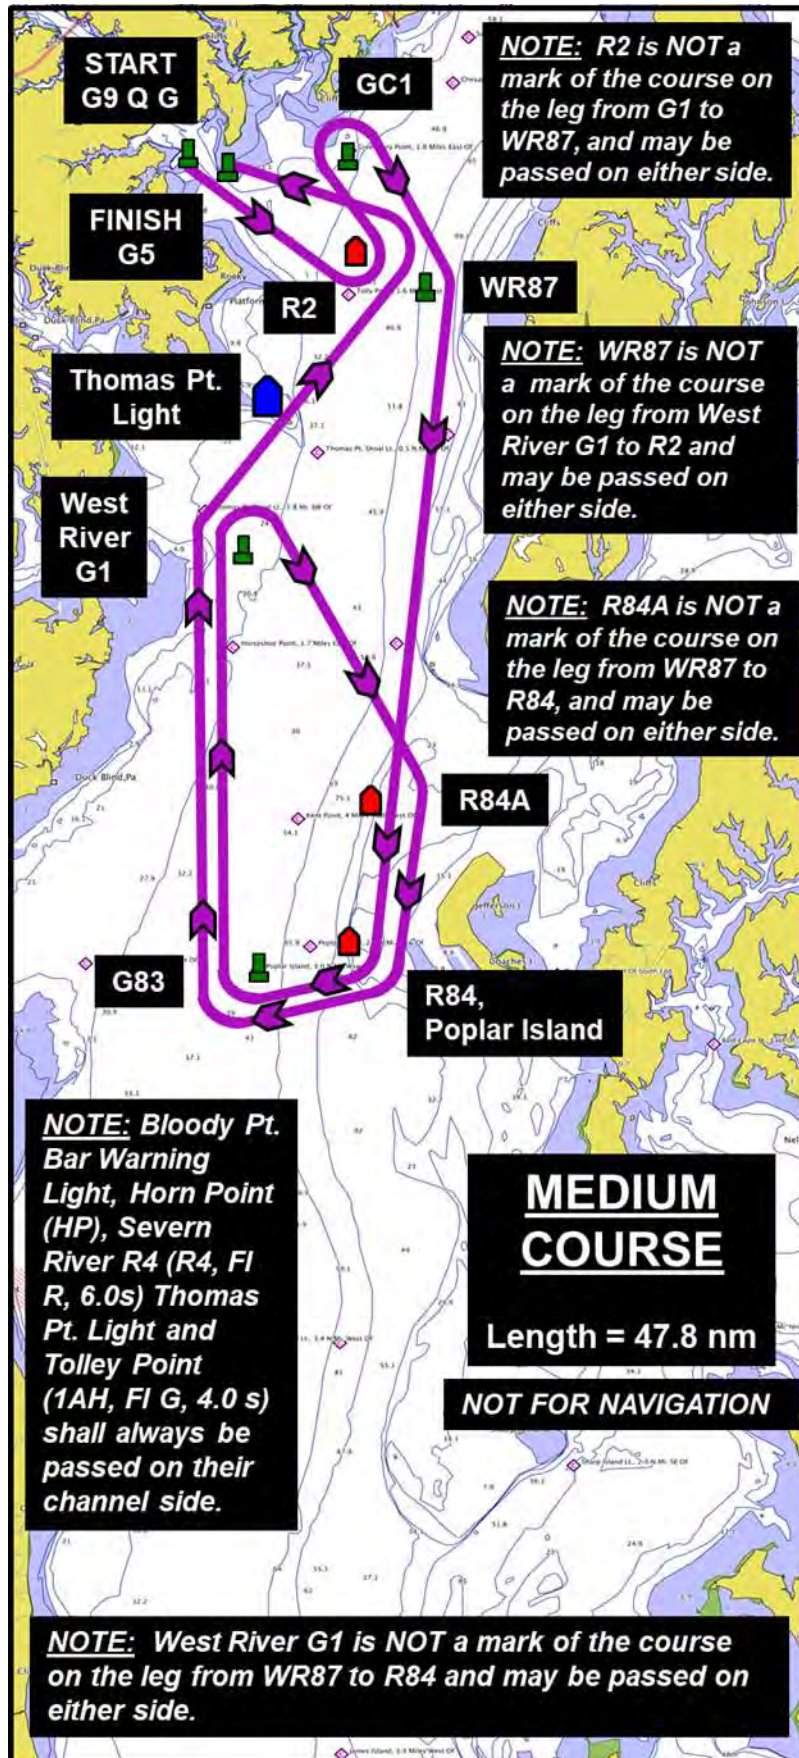 START
G9 Q G
GC1
NOTE: R2 is NOT a
mark of the course on
the leg from G1 to
WR87, and may be
passed on either side.
FINISH
G5
R2
WR87
Thomas Pt.
Light
NOTE: WR87 is NOT
a mark of the course
on the leg from West
River G1 to R2 and
may be passed on
either side.
West
River
G1
NOTE: R84A is NOT a
mark of the course on
the leg from WR87 to
R84, and may be
passed on either side.
Duck Blind,Pa
R84A
G83
R84,
Poplar Island
NOTE: Bloody Pt.
Bar Warning
Light, Horn Point
(HP), Severn
River R4 (R4, Fl
R, 6.0s) Thomas
Pt. Light and
Tolley Point
(1AH, Fl G, 4.0 s)
shall always be
passed on their
channel side.
MEDIUM
COURSE
Length = 47.8 nm
NOT FOR NAVIGATION
NOTE: West River G1 is NOT a mark of the course
on the leg from WR87 to R84 and may be passed on
either side.